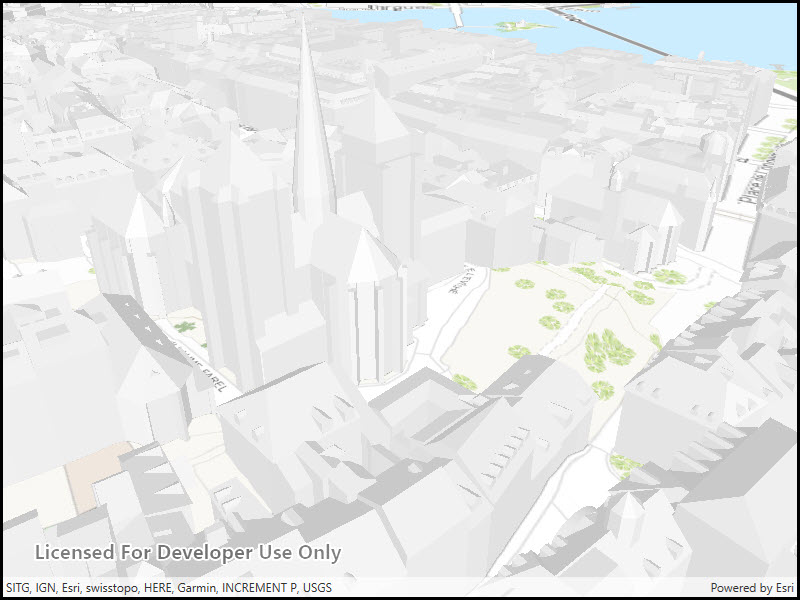 Licensed For Developer Use Only
SITG, IGN, Esri, swisstopo, HERE, Garmin, INCREMENT P, USGS
Powered by Esri